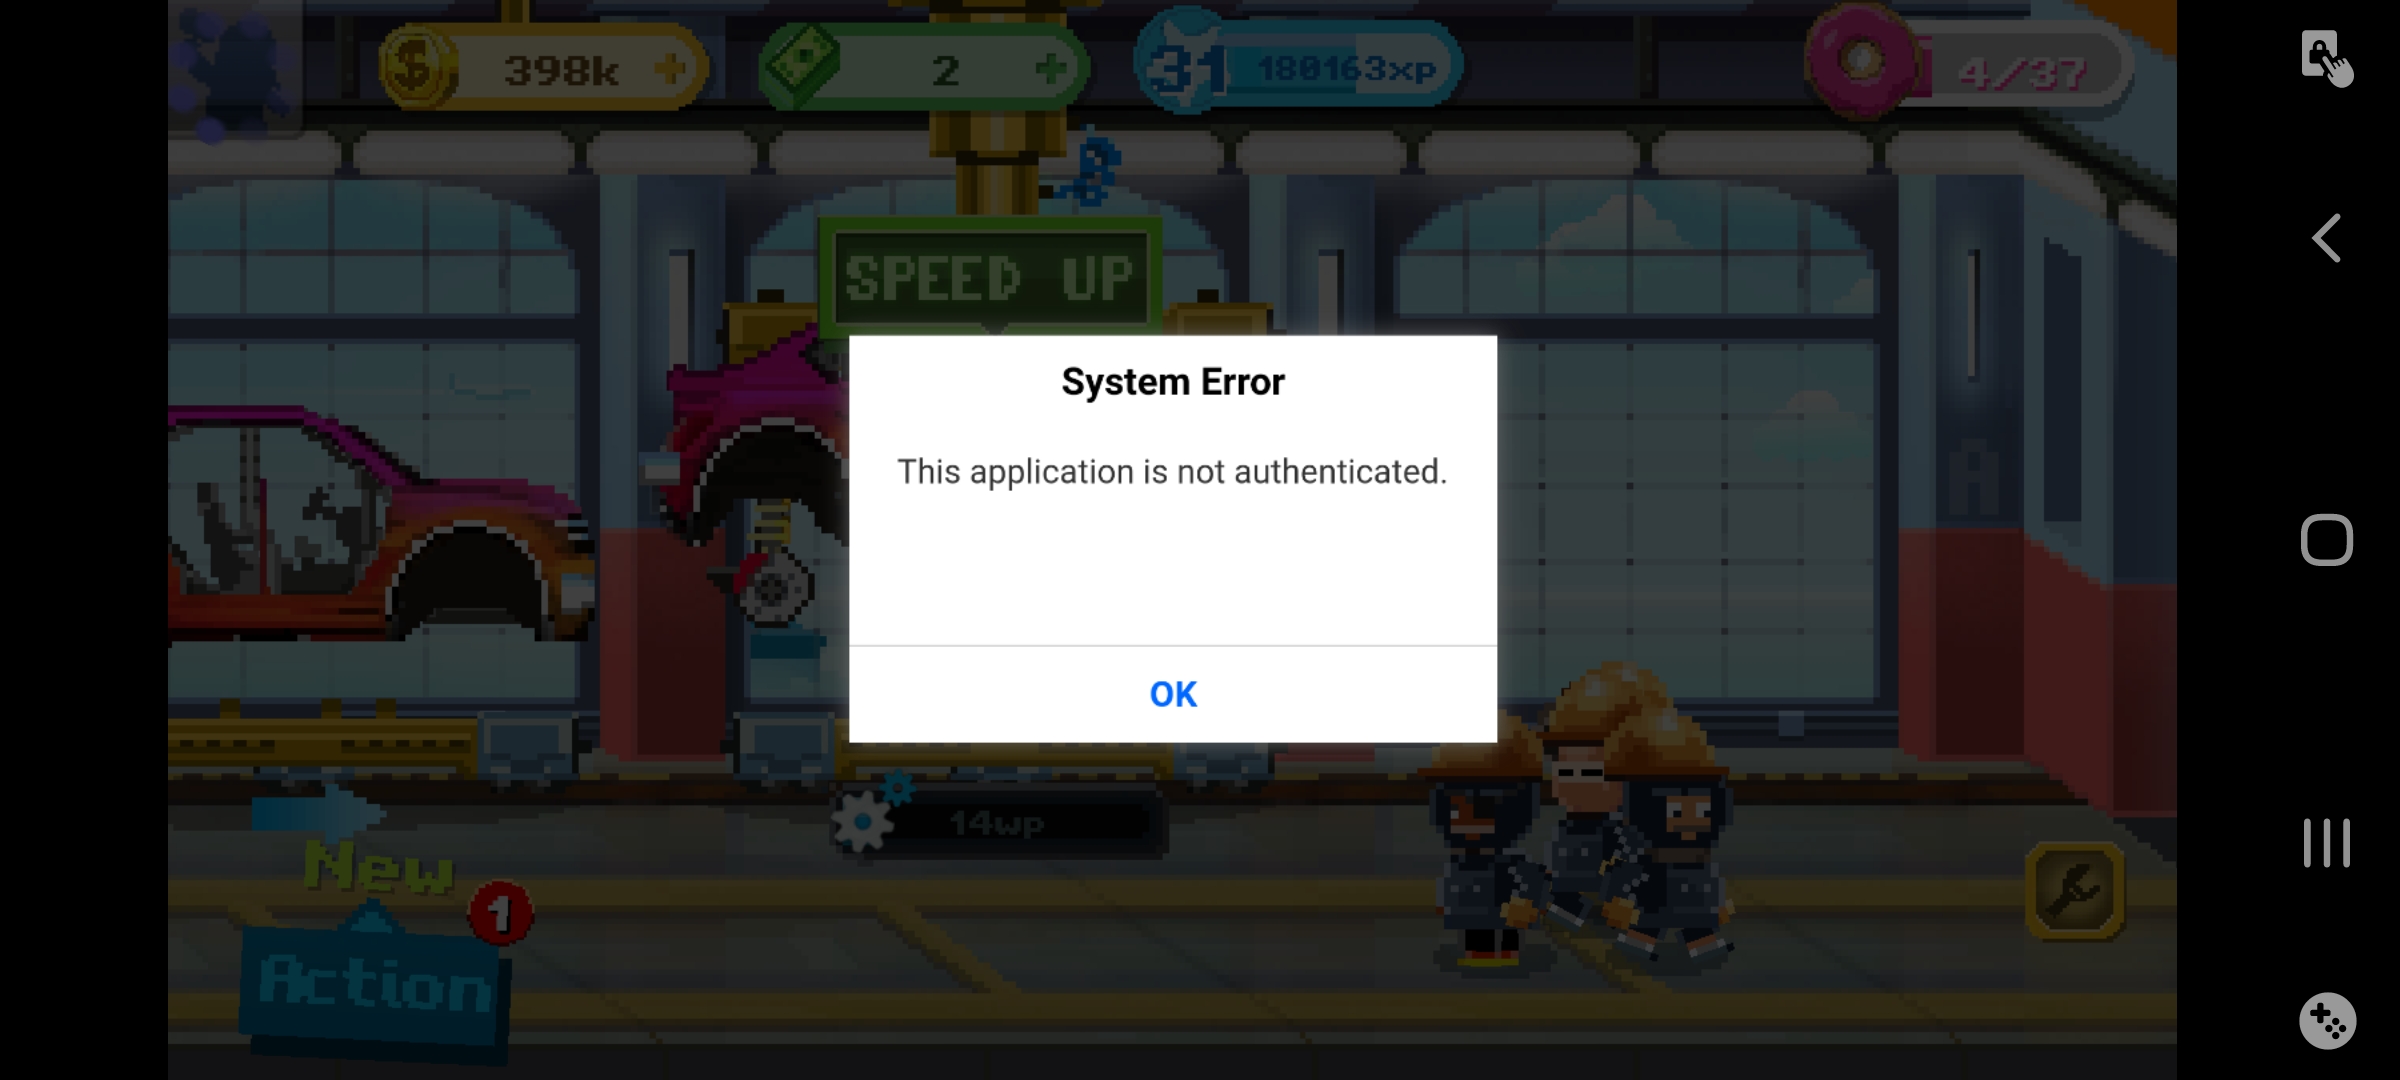 398k
2
31
180163xp
4/37
SPEED UP
System Error
This application is not authenticated.
OK
14wp
New
1
Action